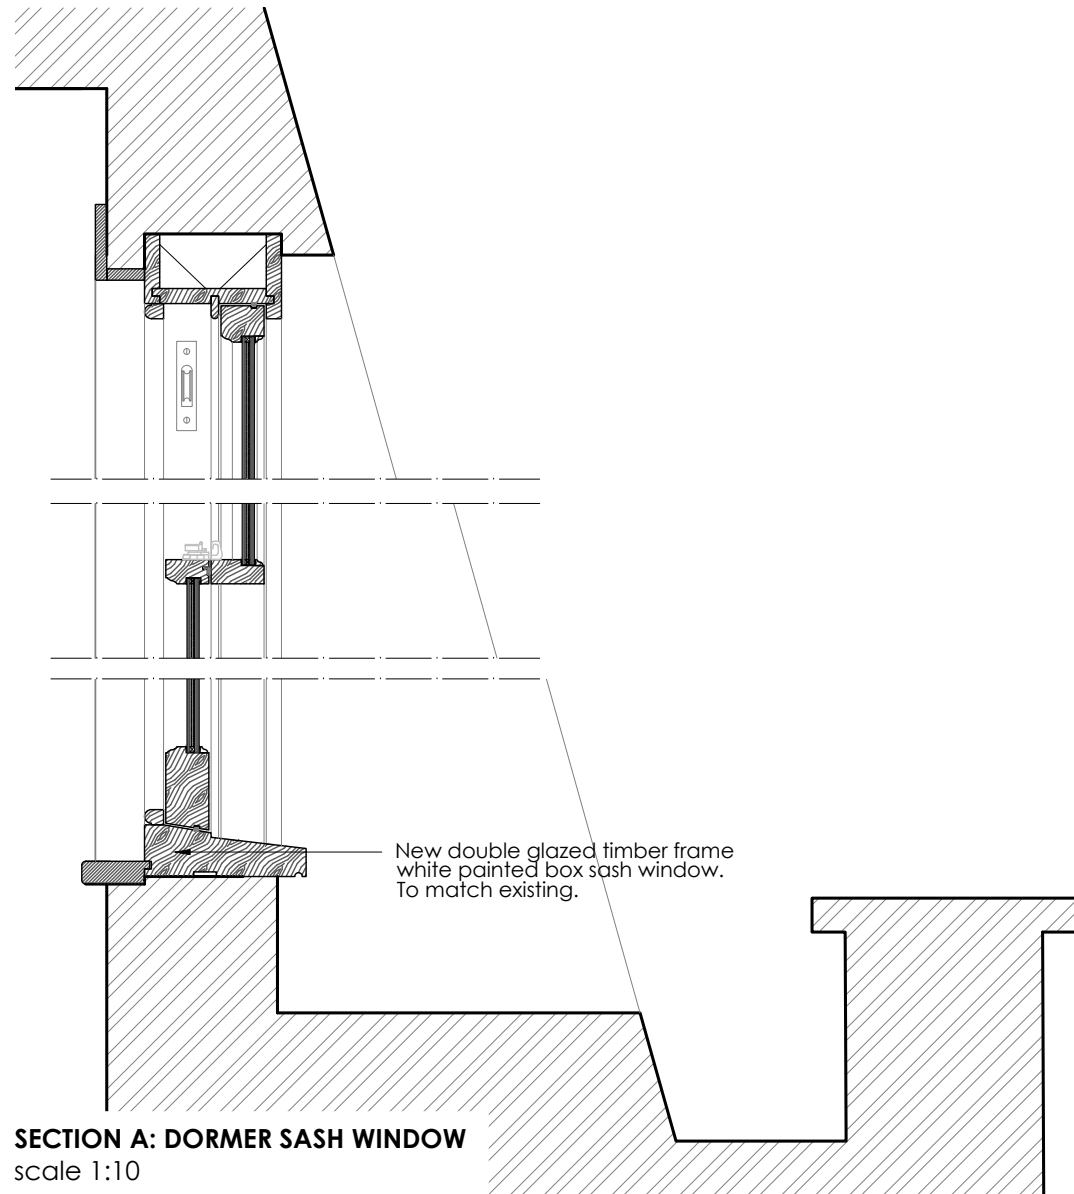 New double glazed timber frame
white painted box sash window.
To match existing.
SECTION A: DORMER SASH WINDOW
scale 1:10